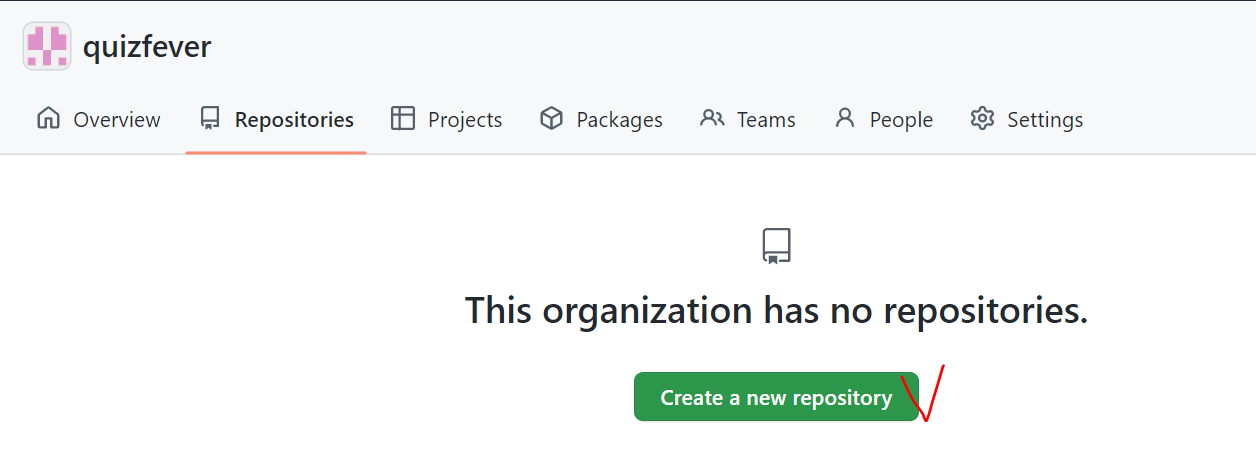 quizfever
Overview Repositories Projects Packages Teams People Settings
This organization has no repositories.
Create a new repository